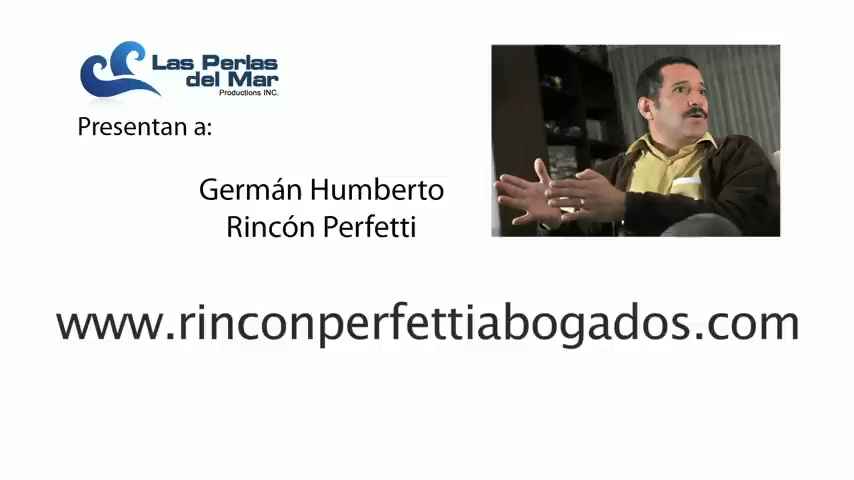 Las Perlas
del Mar
Productions INC.
Presentan a:
Germán Humberto
Rincón Perfetti
www.rinconperfettiabogados.com